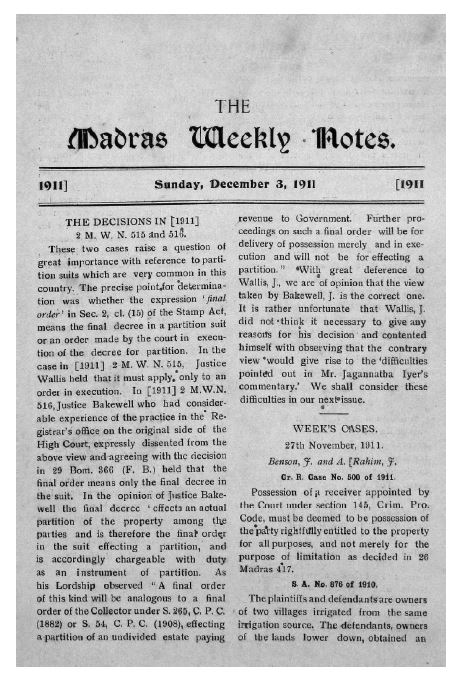 THE
Madras Weekly Notes.
1911] Sunday, December 3, 1911 [1911
THE DECISIONS IN [1911]
2 M. W. N. 515 and 516.
These two cases raise a question of
great importance with reference to parti-
tion suits which are very common in this
country. The precise point for determina-
tion was whether the expression 'final
order' in Sec. 2, cl. (15) of the Stamp Act,
means the final decree in a partition suit
or an order made by the court in execu-
tion of the decree for partition. In the
case in [1911] 2 M. W. N. 515, Justice
Wallis held that it must apply only to an
order in execution. In [1911] 2 M.W.N.
516, Justice Bakewell who had consider-
able experience of the practice in the Re-
gistrar's office on the original side of the
High Court, expressly dissented from the
above view and agreeing with the decision
in 29 Bom. 366 (F. B.) held that the
final order means only the final decree in
the suit. In the opinion of Justice Bake-
well the final decree 'effects an actual
partition of the property among the
parties and is therefore the final order
in the suit effecting a partition, and
is accordingly chargeable with duty
as an instrument of partition. As
his Lordship observed "A final order
of this kind will be analogous to a final
order of the Collector under S. 265, C. P. C.
(1882) or S. 54, C. P. C. (1908), effecting
a partition of an undivided estate paying
revenue to Government. Further pro-
ceedings on such a final order will be for
delivery of possession merely and in exe-
cution and will not be for effecting a
partition." With great deference to
Wallis, J., we are of opinion that the view
taken by Bakewell, J. is the correct one.
It is rather unfortunate that Wallis, J.
did not think it necessary to give any
reasons for his decision and contented
himself with observing that the contrary
view 'would give rise to the 'difficulties
pointed out in Mr. Jagannatha Iyer's
commentary.' We shall consider these
difficulties in our next issue.
WEEK'S CASES.
27th November, 1911.
Benson, J. and A. [Rahim, J.
Cr. R. Case No. 500 of 1911.
Possession of a receiver appointed by
the Court under section 145, Crim. Pro.
Code, must be deemed to be possession of
the party rightfully entitled to the property
for all purposes, and not merely for the
purpose of limitation as decided in 26
Madras 417.
S. A. No. 876 of 1910.
The plaintiffs and defendants are owners
of two villages irrigated from the same
irrigation source. The defendants, owners
of the lands lower down, obtained an